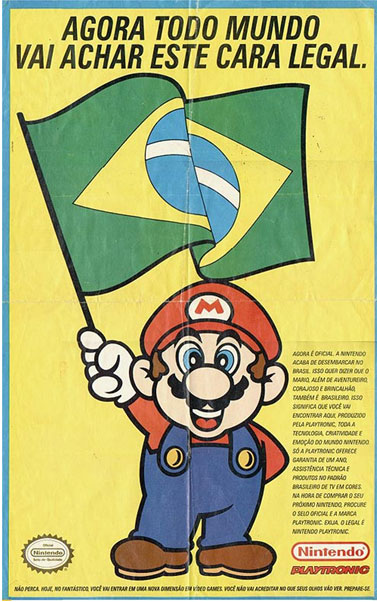 AGORA TODO MUNDO
VAI ACHAR ESTE CARA LEGAL.
M
AGORA É OFICIAL. A NINTENDO
ACABA DE DESEMBARCAR NO
BRASIL. ISSO QUER DIZER QUE O
MARIO, ALÉM DE AVENTUREIRO,
CORAJOSO E BRINCALHÃO,
TAMBÉM É BRASILEIRO. ISSO
SIGNIFICA QUE VOCÊ VAI
ENCONTRAR AQUI, PRODUZIDO
PELA PLAYTRONIC, TODA A
TECNOLOGIA, CRIATIVIDADE E
EMOÇÃO DO MUNDO NINTENDO.
SÓ A PLAYTRONIC OFERECE
GARANTIA DE UM ANO,
ASSISTÊNCIA TÉCNICA E
PRODUTOS NO PADRÃO
BRASILEIRO DE TV EM CORES.
NA HORA DE COMPRAR O SEU
PRÓXIMO NINTENDO, PROCURE
O SELO OFICIAL E A MARCA
PLAYTRONIC. EXIJA. O LEGAL É
NINTENDO PLAYTRONIC.
Official
Nintendo
Selo de Qualidade
Nintendo
PLAYTRONIC
NÃO PERCA. HOJE, NO FANTÁSTICO, VOCÊ VAI ENTRAR EM UMA NOVA DIMENSÃO EM VIDEO GAMES. VOCÊ NÃO VAI ACREDITAR NO QUE SEUS OLHOS VÃO VER. PREPARE-SE.